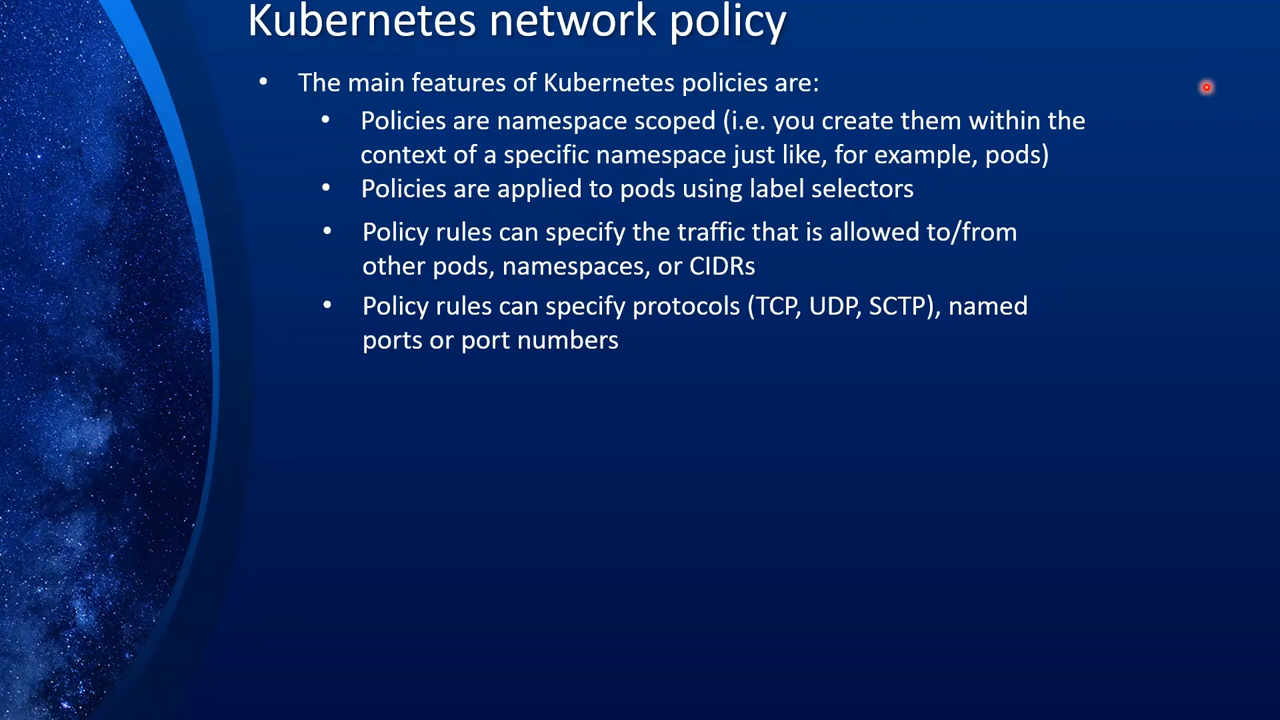 Kubernetes network policy
• The main features of Kubernetes policies are:
• Policies are namespace scoped (i.e. you create them within the
context of a specific namespace just like, for example, pods)
• Policies are applied to pods using label selectors
• Policy rules can specify the traffic that is allowed to/from
other pods, namespaces, or CIDRs
• Policy rules can specify protocols (TCP, UDP, SCTP), named
ports or port numbers